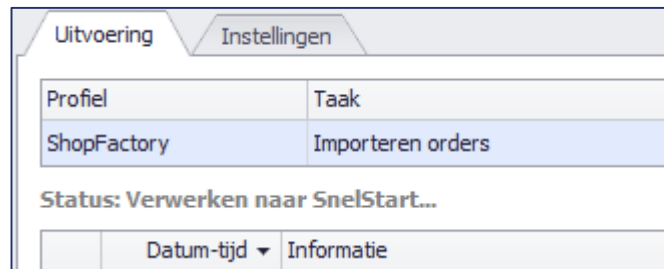 Uitvoering Instellingen
Profiel Taak
ShopFactory Importeren orders
Status: Verwerken naar SnelStart...
Datum-tijd Informatie